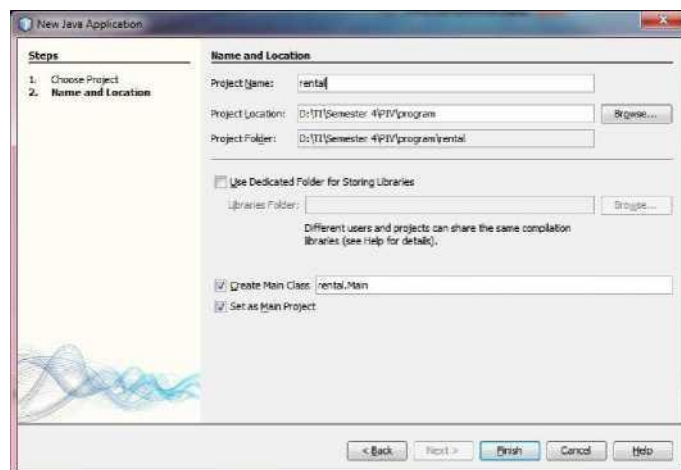 New Java Application
Steps
1. Choose Project
2. Name and Location
Name and Location
Project Name: rental
Project Location: D:\TI\Semester 4\PIV\program Browse...
Project Folder: D:\TI\Semester 4\PIV\program\rental
Use Dedicated Folder for Storing Libraries
Libraries Folder: Browse...
Different users and projects can share the same compilation
libraries (see Help for details).
Create Main Class rental.Main
Set as Main Project
< Back Next > Finish Cancel Help